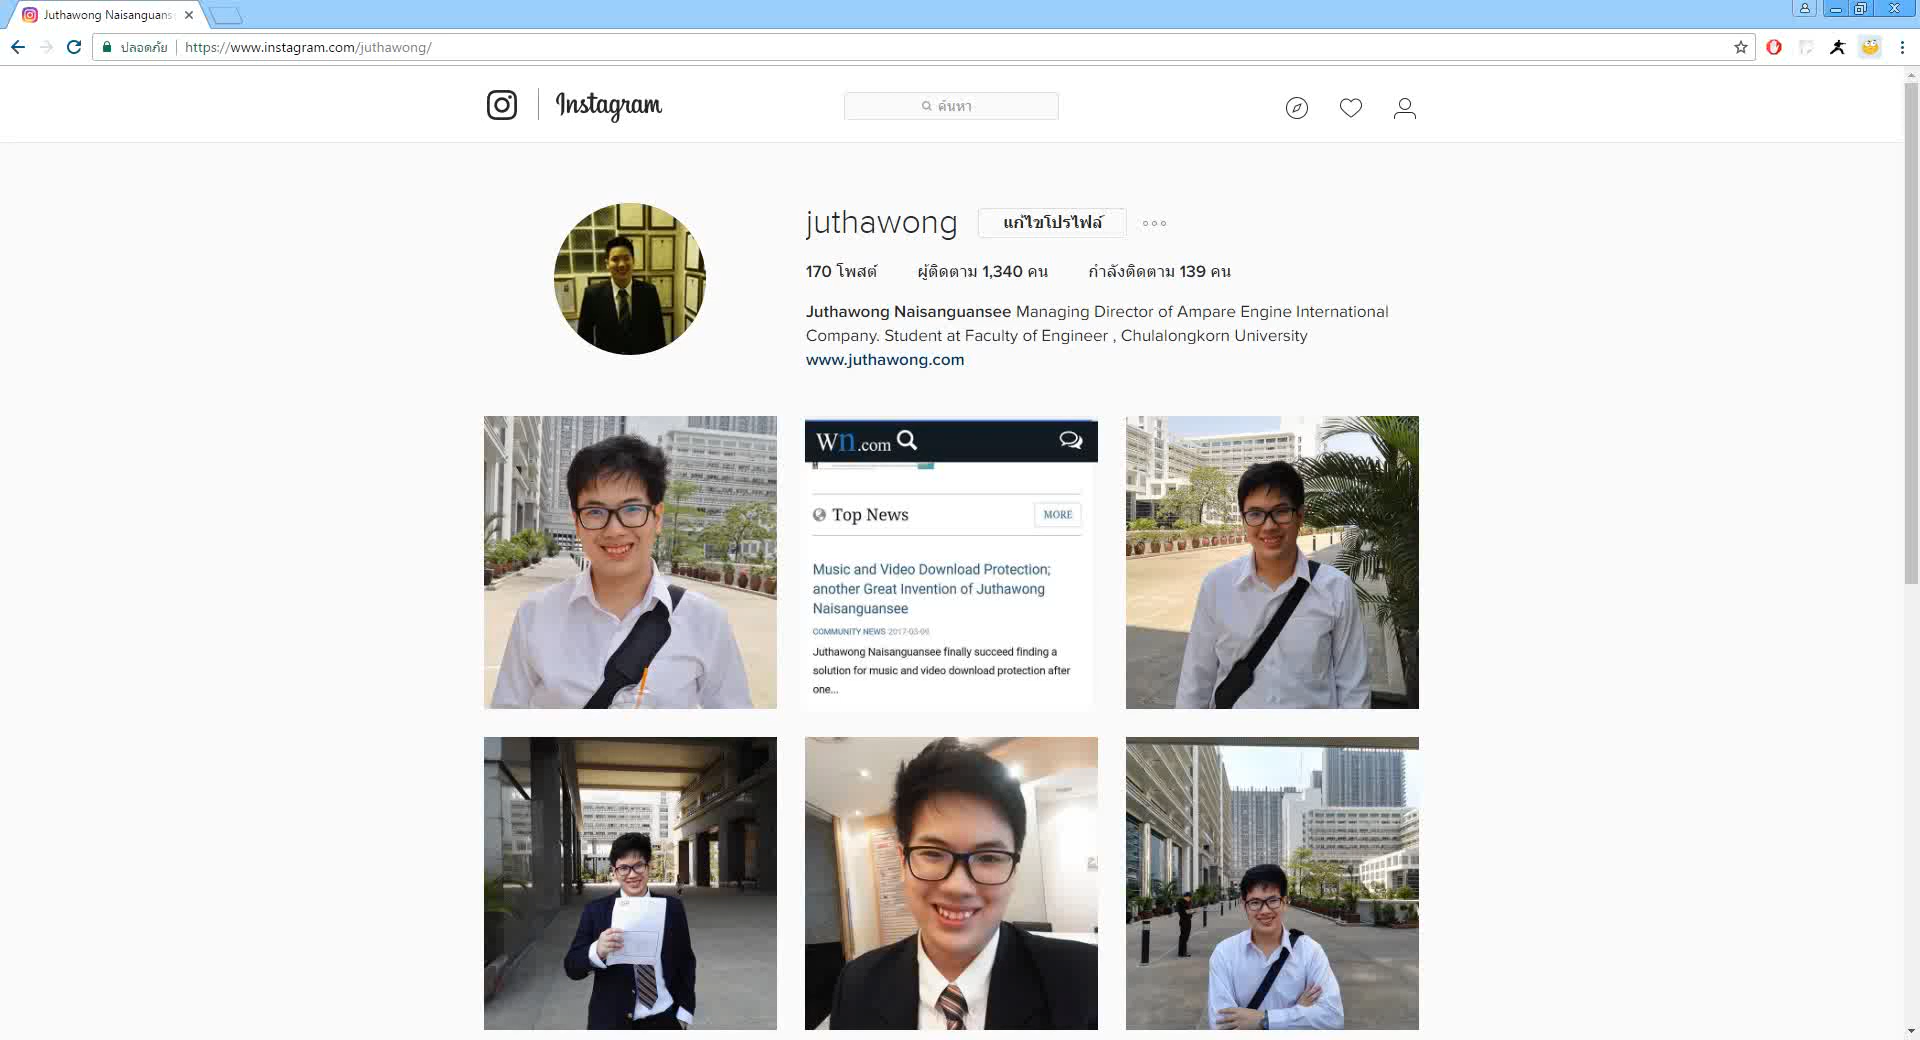 Juthawong Naisanguans
ปลอดภัย
https://www.instagram.com/juthawong/
Instagram
ค้นหา
juthawong
แก้ไขโปรไฟล์
170 โพสต์ ผู้ติดตาม 1,340 คน กำลังติดตาม 139 คน
Juthawong Naisanguansee Managing Director of Ampare Engine International
Company. Student at Faculty of Engineer , Chulalongkorn University
www.juthawong.com
Wn.com
Top News
MORE
Music and Video Download Protection;
another Great Invention of Juthawong
Naisanguansee
COMMUNITY NEWS 2017-03-09
Juthawong Naisanguansee finally succeed finding a
solution for music and video download protection after
one...